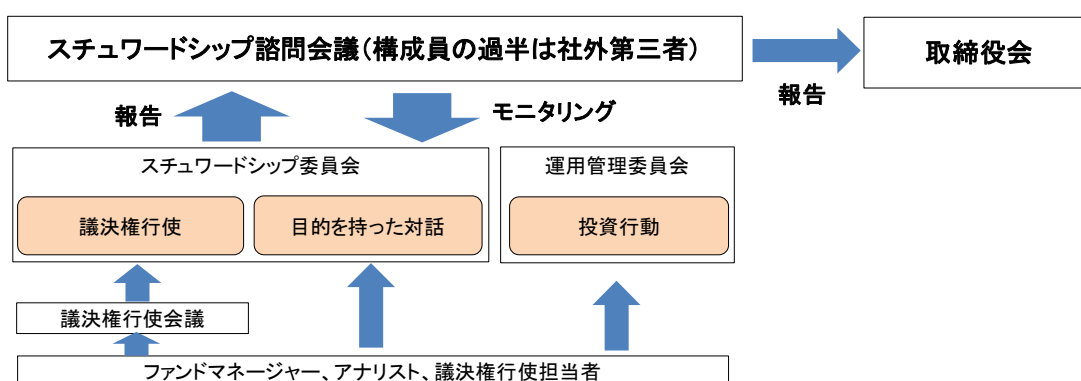 スチュワードシップ諮問会議(構成員の過半は社外第三者)
取締役会
報告
報告
モニタリング
スチュワードシップ委員会
運用管理委員会
議決権行使
目的を持った対話
投資行動
議決権行使会議
ファンドマネージャー、アナリスト、議決権行使担当者